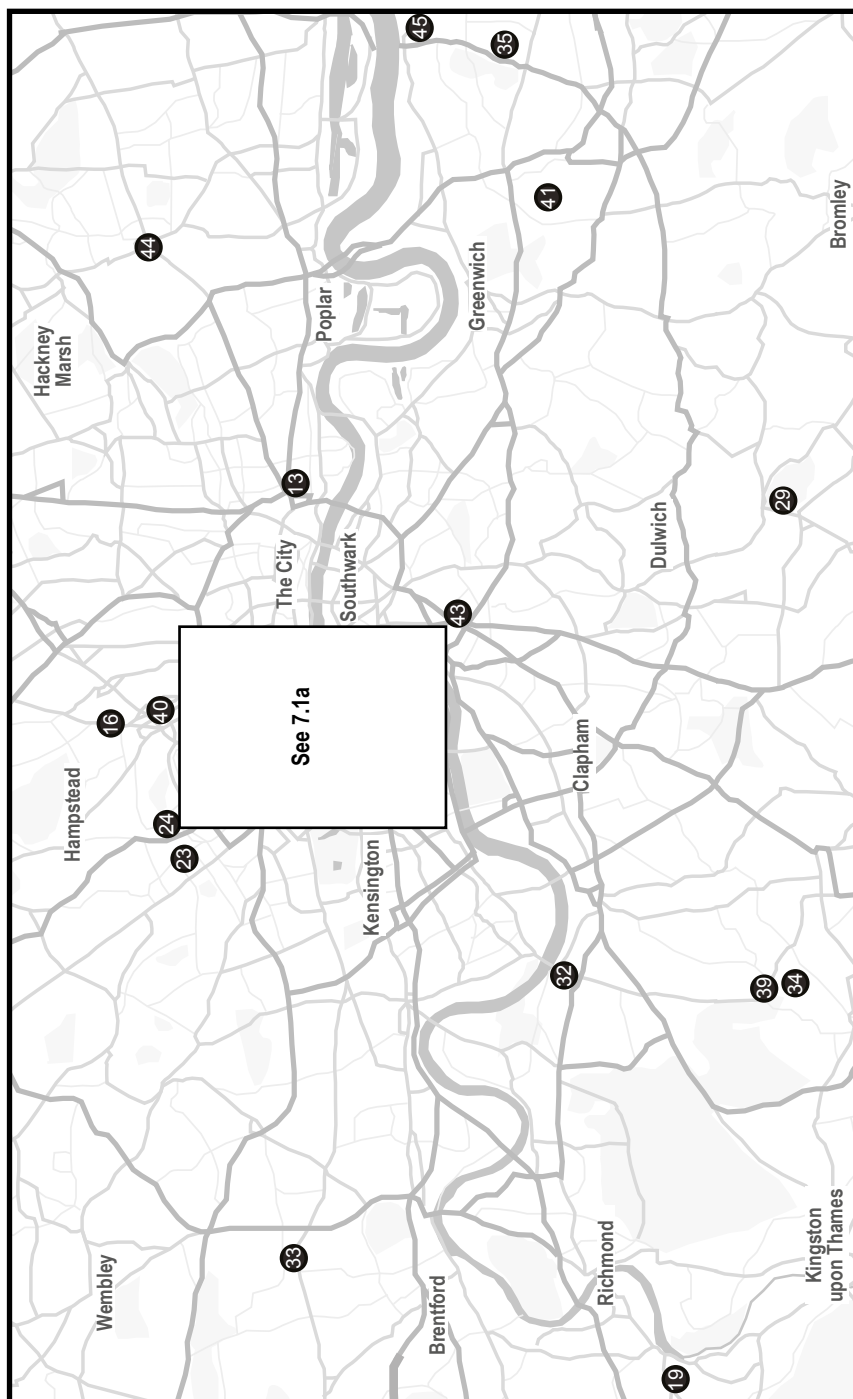 Hackney
Marsh
Hampstead
Wembley
16
44
40
24
23
The City
33
13
See 7.1a
Poplar
Southwark
Kensington
45
Brentford
43
Greenwich
35
41
32
Clapham
Richmond
Dulwich
19
39
29
34
Kingston
upon Thames
Bromley